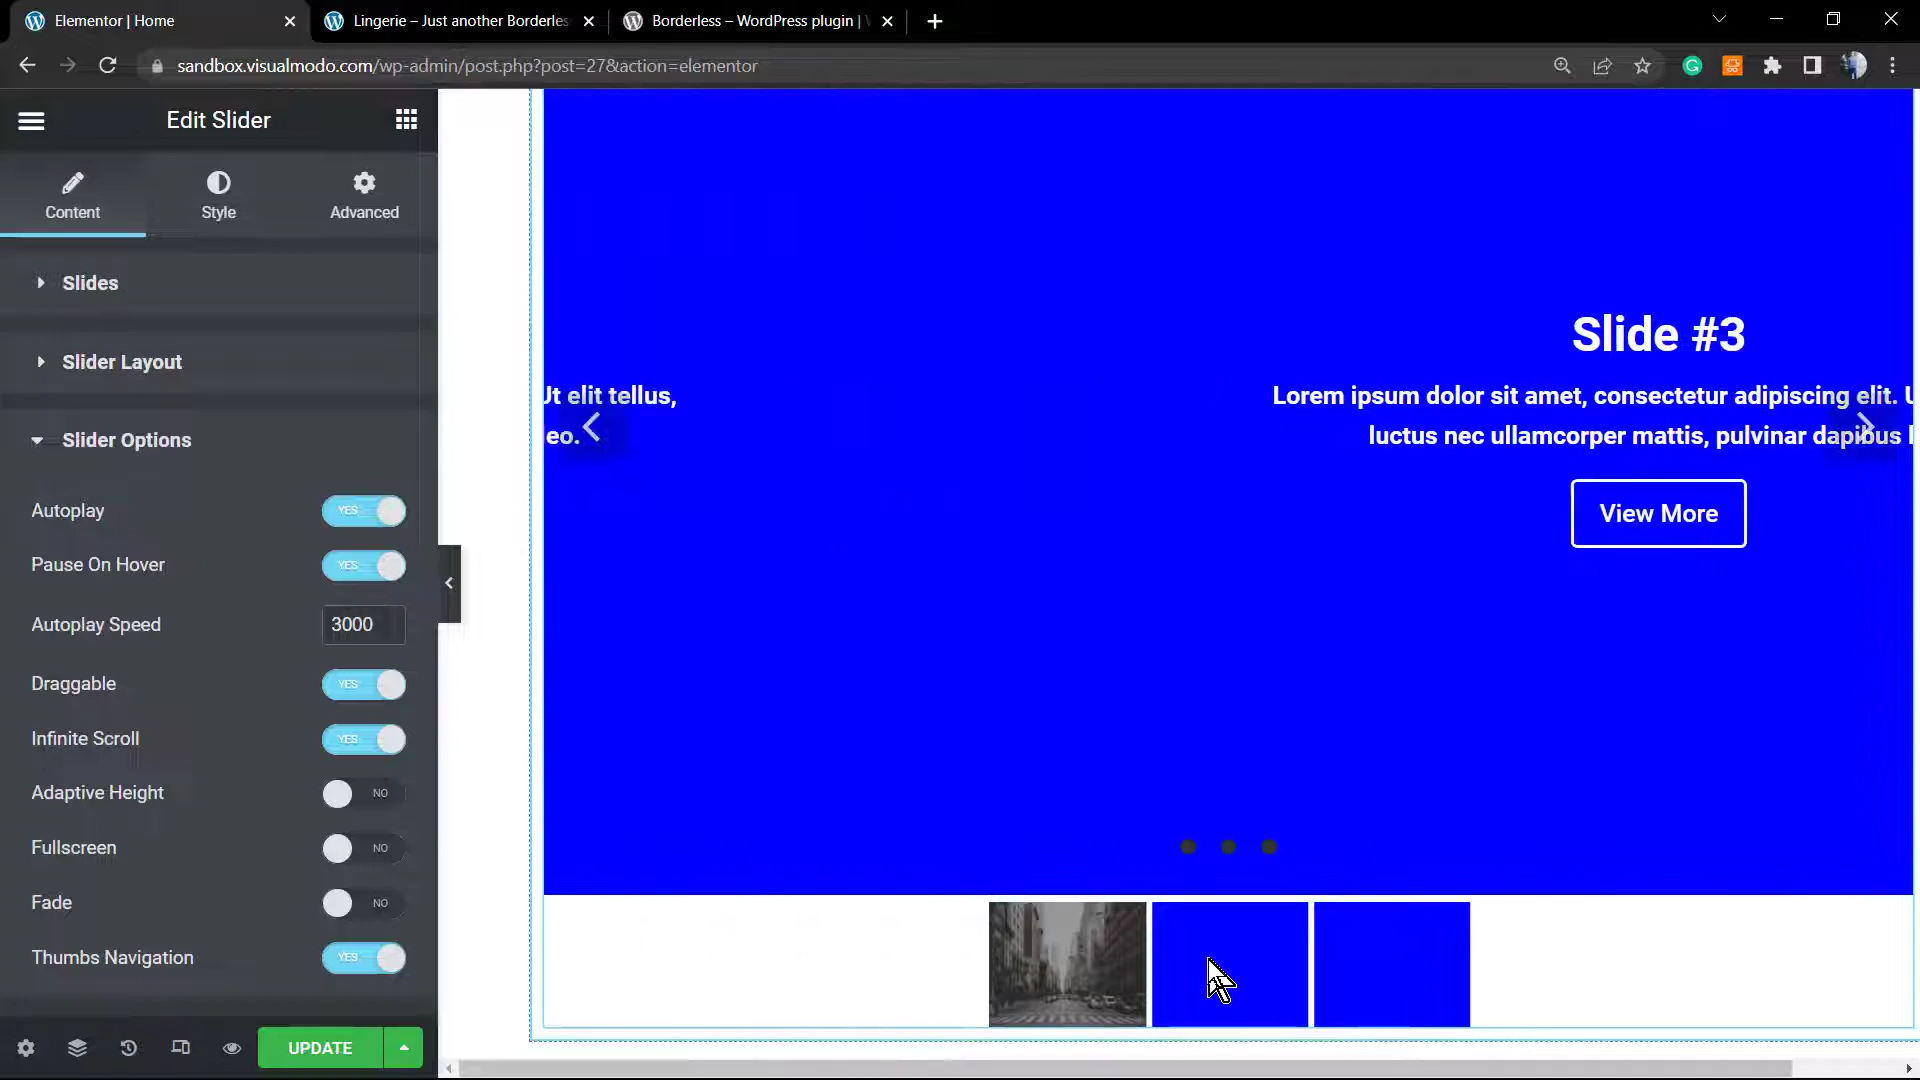 Elementor | Home
Lingerie – Just another Borderles
Borderless – WordPress plugin |
sandbox.visualmodo.com/wp-admin/post.php?post=27&action=elementor
Edit Slider
Content
Style
Advanced
Slides
Slider Layout
Slider Options
Autoplay
YES
Pause On Hover
YES
Autoplay Speed
3000
Draggable
YES
Infinite Scroll
YES
Adaptive Height
NO
Fullscreen
NO
Fade
NO
Thumbs Navigation
YES
UPDATE
Ut elit tellus,
eo.
Slide #3
Lorem ipsum dolor sit amet, consectetur adipiscing elit. U
luctus nec ullamcorper mattis, pulvinar dapibus l
View More